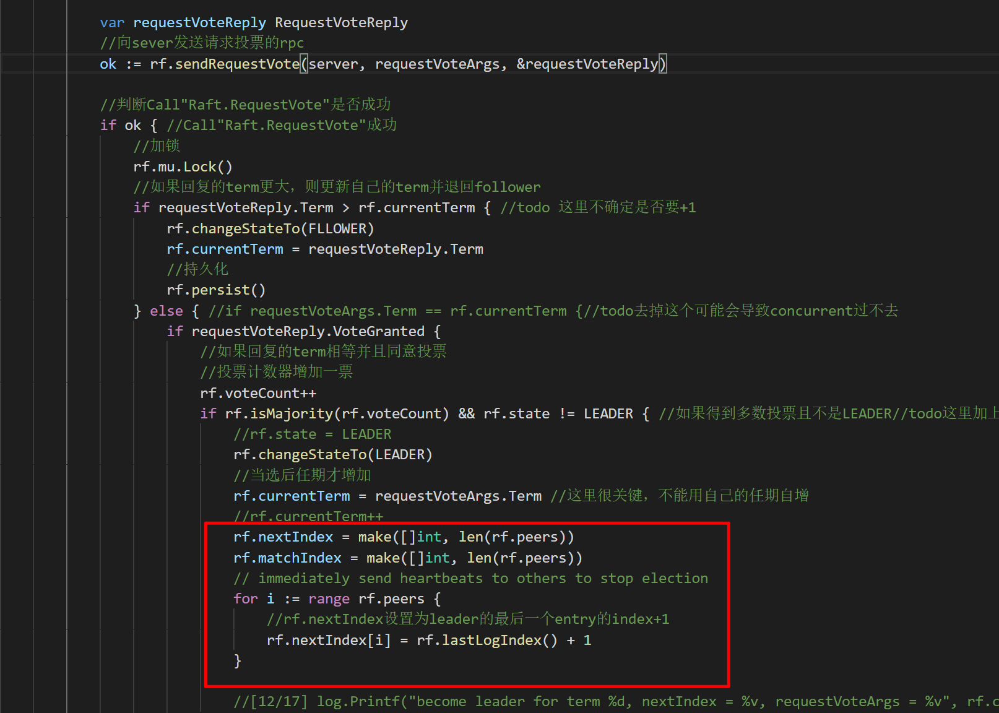 var requestVoteReply RequestVoteReply
//向sever发送请求投票的rpc
ok := rf.sendRequestVote(server, requestVoteArgs, &requestVoteReply)
//判断Call"Raft.RequestVote"是否成功
if ok { //Call"Raft.RequestVote"成功
//加锁
rf.mu.Lock()
//如果回复的term更大，则更新自己的term并退回follower
if requestVoteReply.Term > rf.currentTerm { //todo 这里不确定是否要+1
rf.changeStateTo(FLLOWER)
rf.currentTerm = requestVoteReply.Term
//持久化
rf.persist()
} else { //if requestVoteArgs.Term == rf.currentTerm {//todo去掉这个可能会导致concurrent过不去
if requestVoteReply.VoteGranted {
//如果回复的term相等并且同意投票
//投票计数器增加一票
rf.voteCount++
if rf.isMajority(rf.voteCount) && rf.state != LEADER { //如果得到多数投票且不是LEADER//todo这里加上
//rf.state = LEADER
rf.changeStateTo(LEADER)
//当选后任期才增加
rf.currentTerm = requestVoteArgs.Term //这里很关键，不能用自己的任期自增
//rf.currentTerm++
rf.nextIndex = make([]int, len(rf.peers))
rf.matchIndex = make([]int, len(rf.peers))
// immediately send heartbeats to others to stop election
for i := range rf.peers {
//rf.nextIndex设置为leader的最后一个entry的index+1
rf.nextIndex[i] = rf.lastLogIndex() + 1
}
//[12/17] log.Printf("become leader for term %d, nextIndex = %v, requestVoteArgs = %v", rf.c